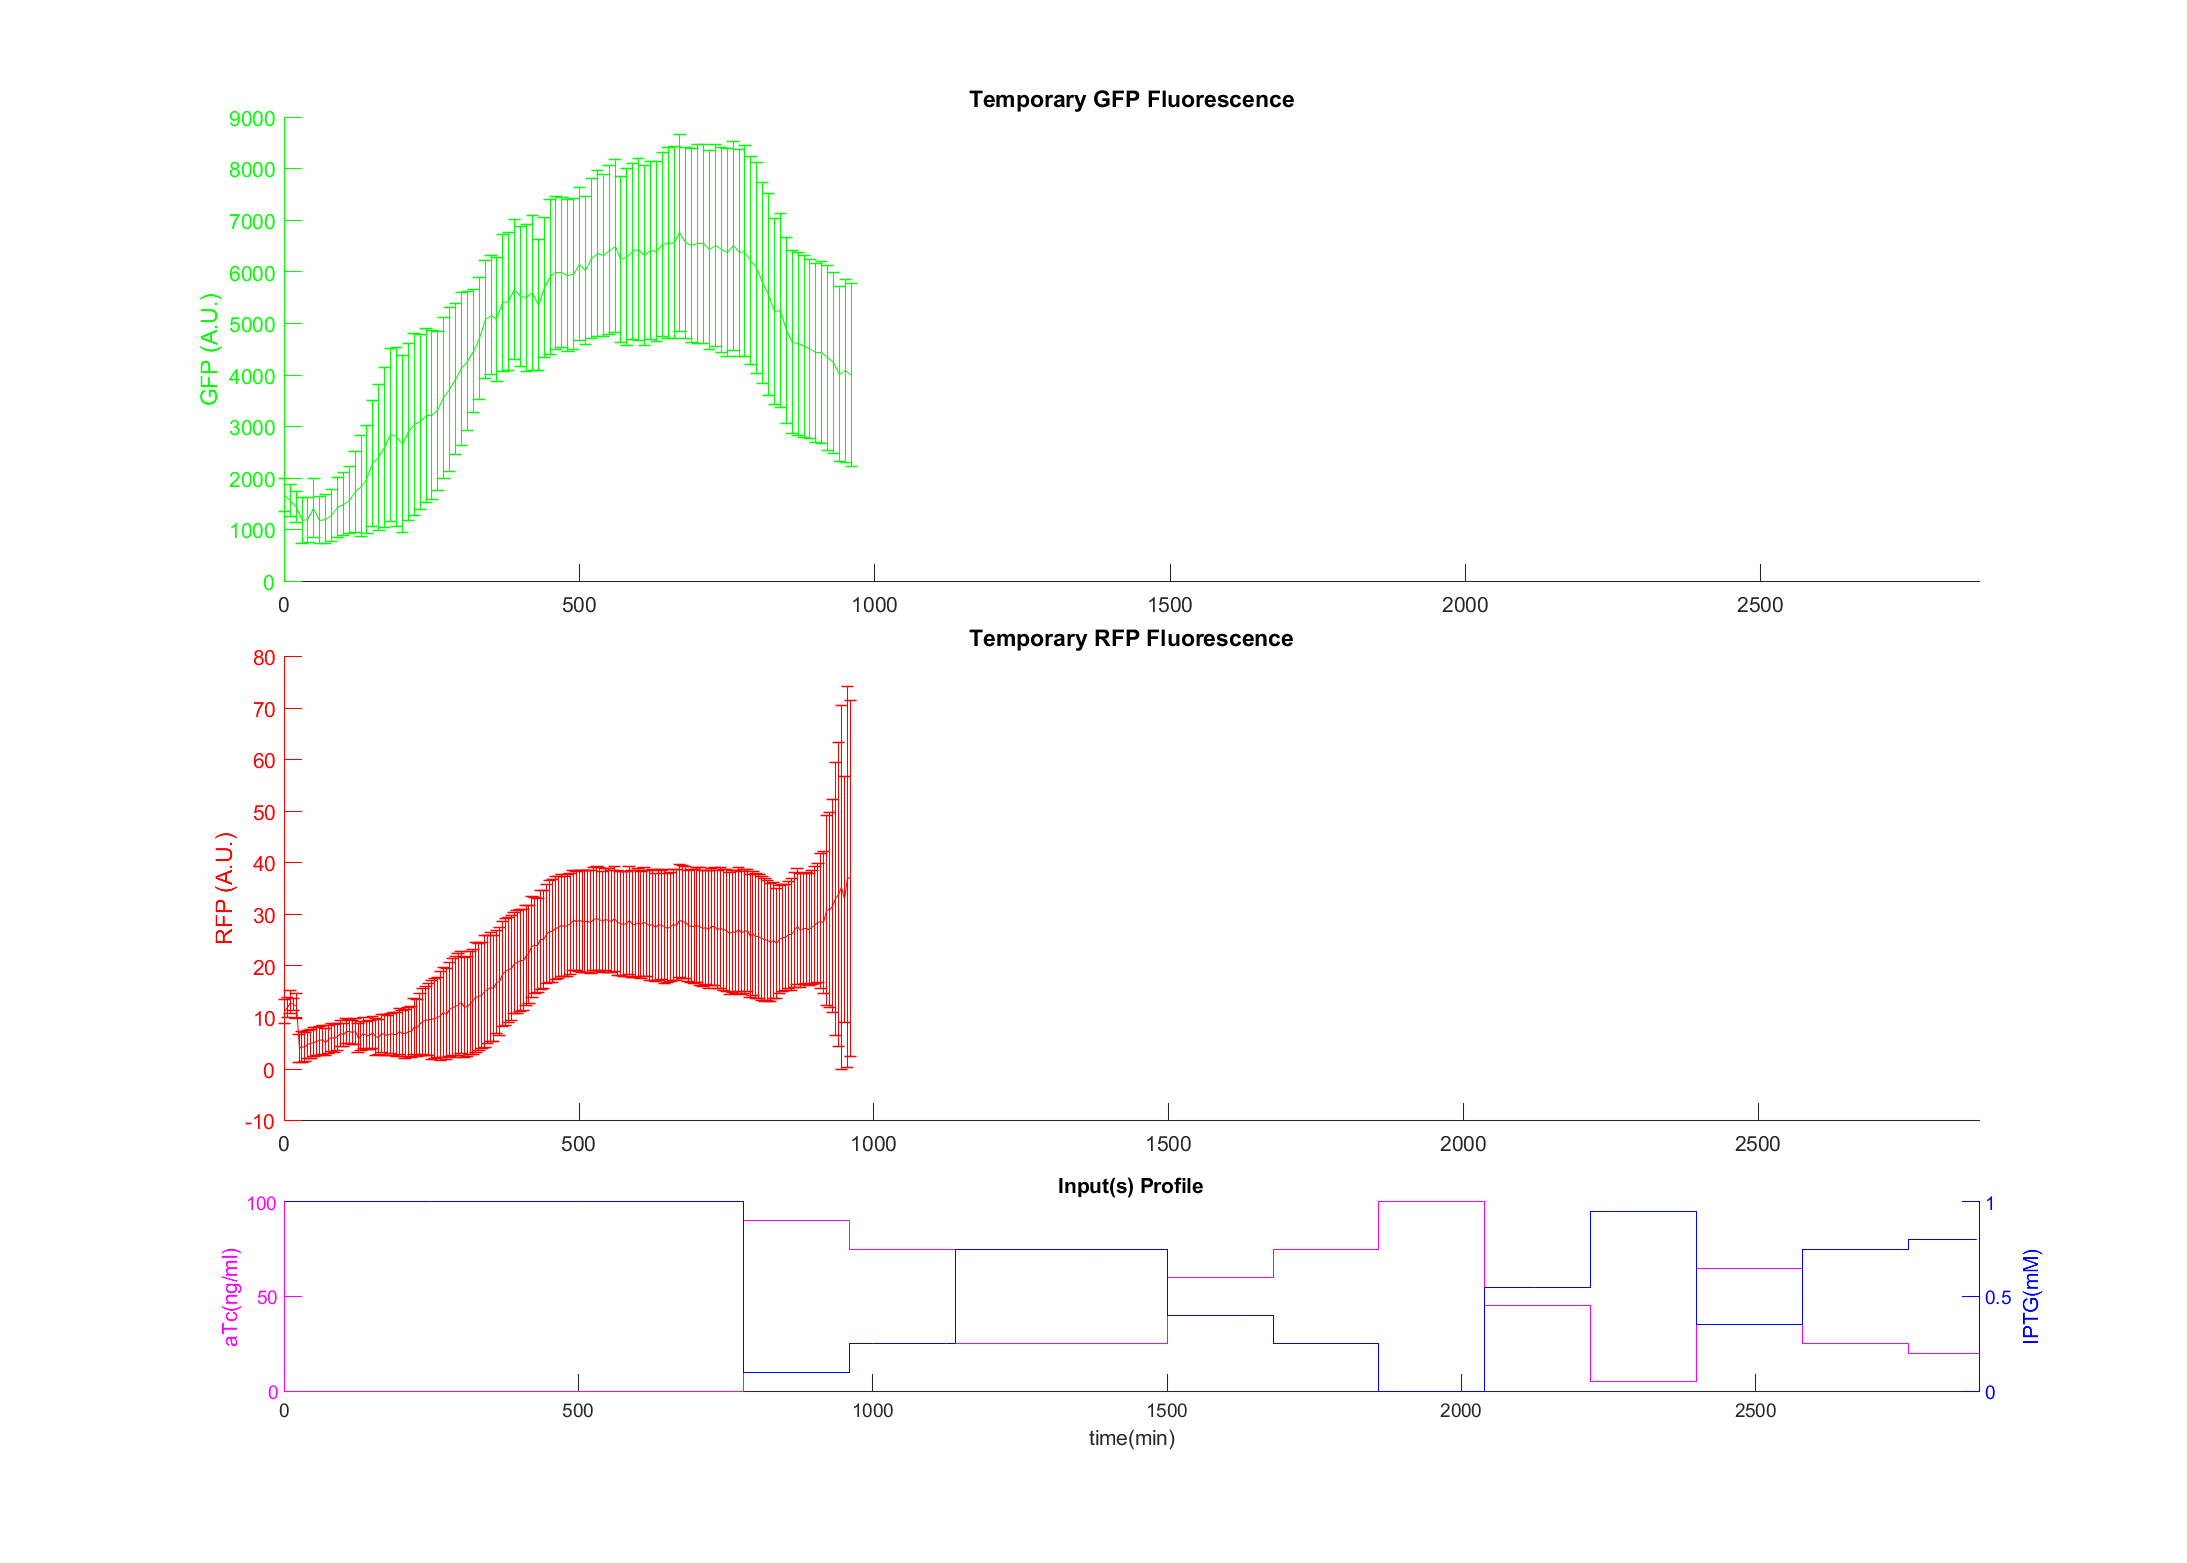 Temporary GFP Fluorescence
GFP (A.U.)
9000
8000
7000
6000
5000
4000
3000
2000
1000
0
0 500 1000 1500 2000 2500
Temporary RFP Fluorescence
RFP (A.U.)
80
70
60
50
40
30
20
10
0
-10
0 500 1000 1500 2000 2500
Input(s) Profile
aTc(ng/ml)
100
50
0
1
0.5
0
IPTG(mM)
0 500 1000 1500 2000 2500
time(min)